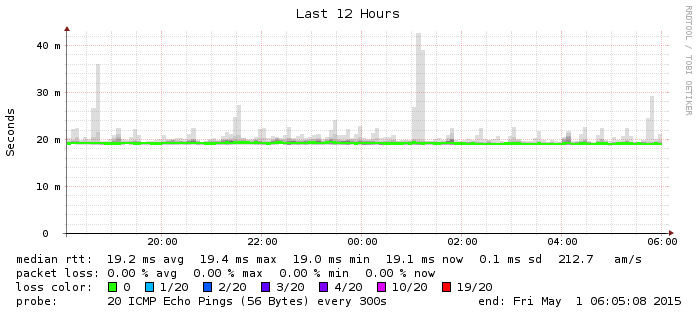 Last 12 Hours
RRDTOOL / TOBI OETIKER
Seconds
40 m
30 m
20 m
10 m
0
20:00 22:00 00:00 02:00 04:00 06:00
median rtt: 19.2 ms avg 19.4 ms max 19.0 ms min 19.1 ms now 0.1 ms sd 212.7 am/s
packet loss: 0.00 % avg 0.00 % max 0.00 % min 0.00 % now
loss color: 0 1/20 2/20 3/20 4/20 10/20 19/20
probe: 20 ICMP Echo Pings (56 Bytes) every 300s end: Fri May 1 06:05:08 2015